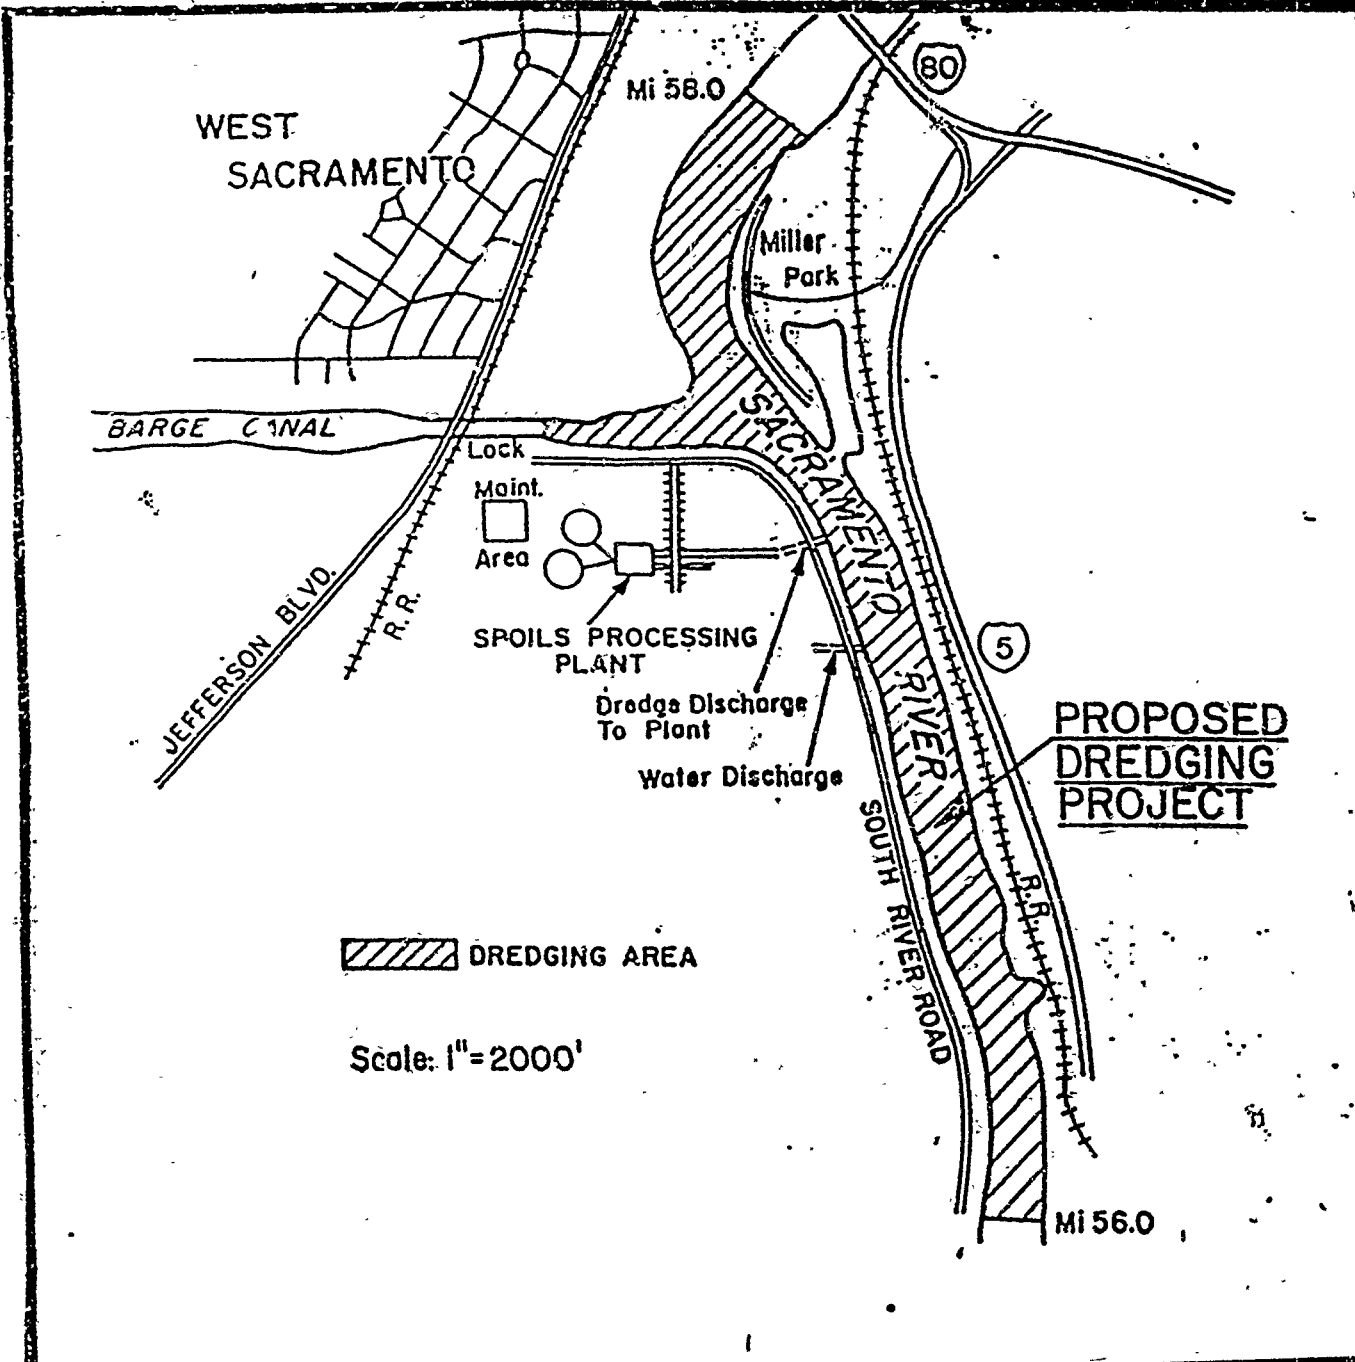 80
Mi 58.0
WEST
SACRAMENTO
Miller
Park
BARGE CANAL
SACRAMENTO
RIVER
Lock
Maint.
Area
JEFFERSON BLVD.
R.R.
SPOILS PROCESSING
PLANT
5
Dredge Discharge
To Plant
Water Discharge
PROPOSED
DREDGING
PROJECT
SOUTH RIVER ROAD
R.R.
DREDGING AREA
Scale: 1"=2000'
Mi 56.0